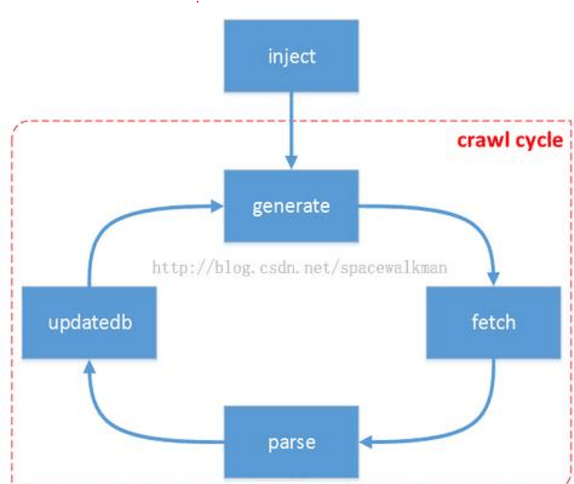 inject
crawl cycle
generate
http://blog.csdn.net/spacewalkman
updatedb
fetch
parse